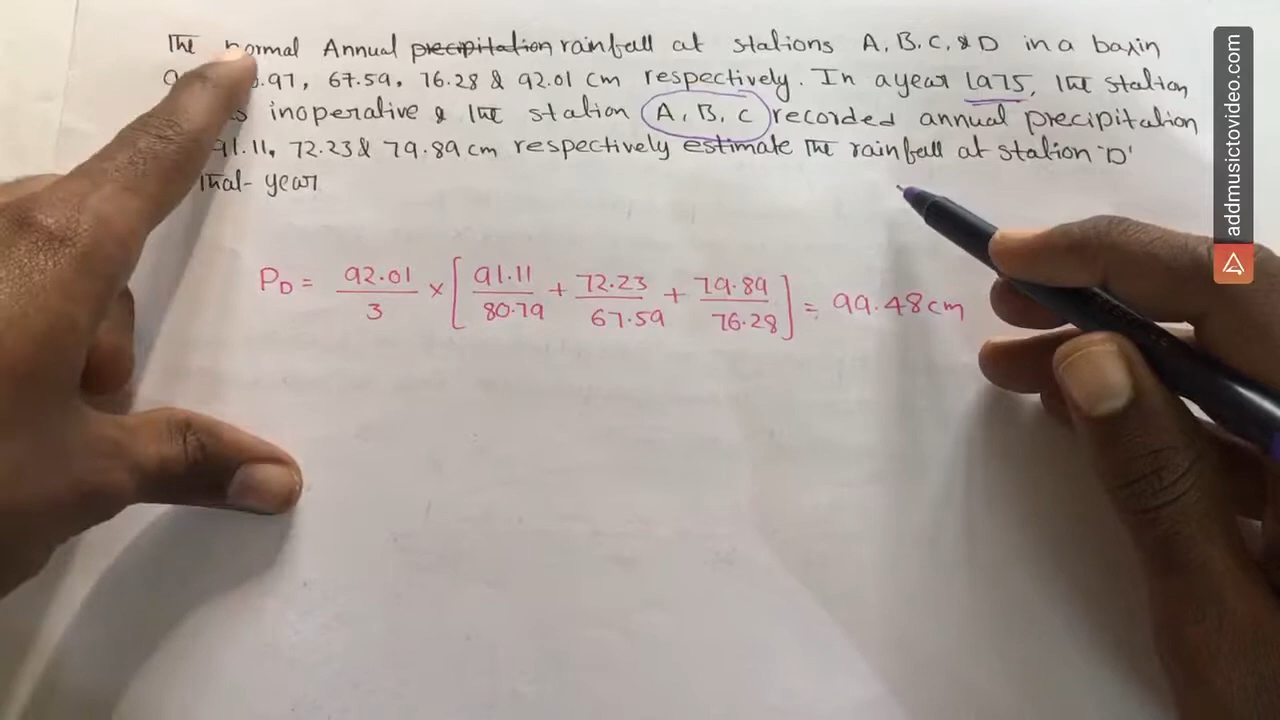 The normal Annual precipitation rainfall at stations A, B, C, & D in a basin
.97, 67.59, 76.28 & 92.01 cm respectively. In a year 1975, the station
inoperative & the station A, B, C recorded annual precipitation
91.11, 72.23 & 79.89 cm respectively estimate the rainfall at station 'D'
that year
PD = 92.01/3 × [91.11/80.79 + 72.23/67.59 + 79.89/76.28] = 99.48 cm
addmusictovideo.com